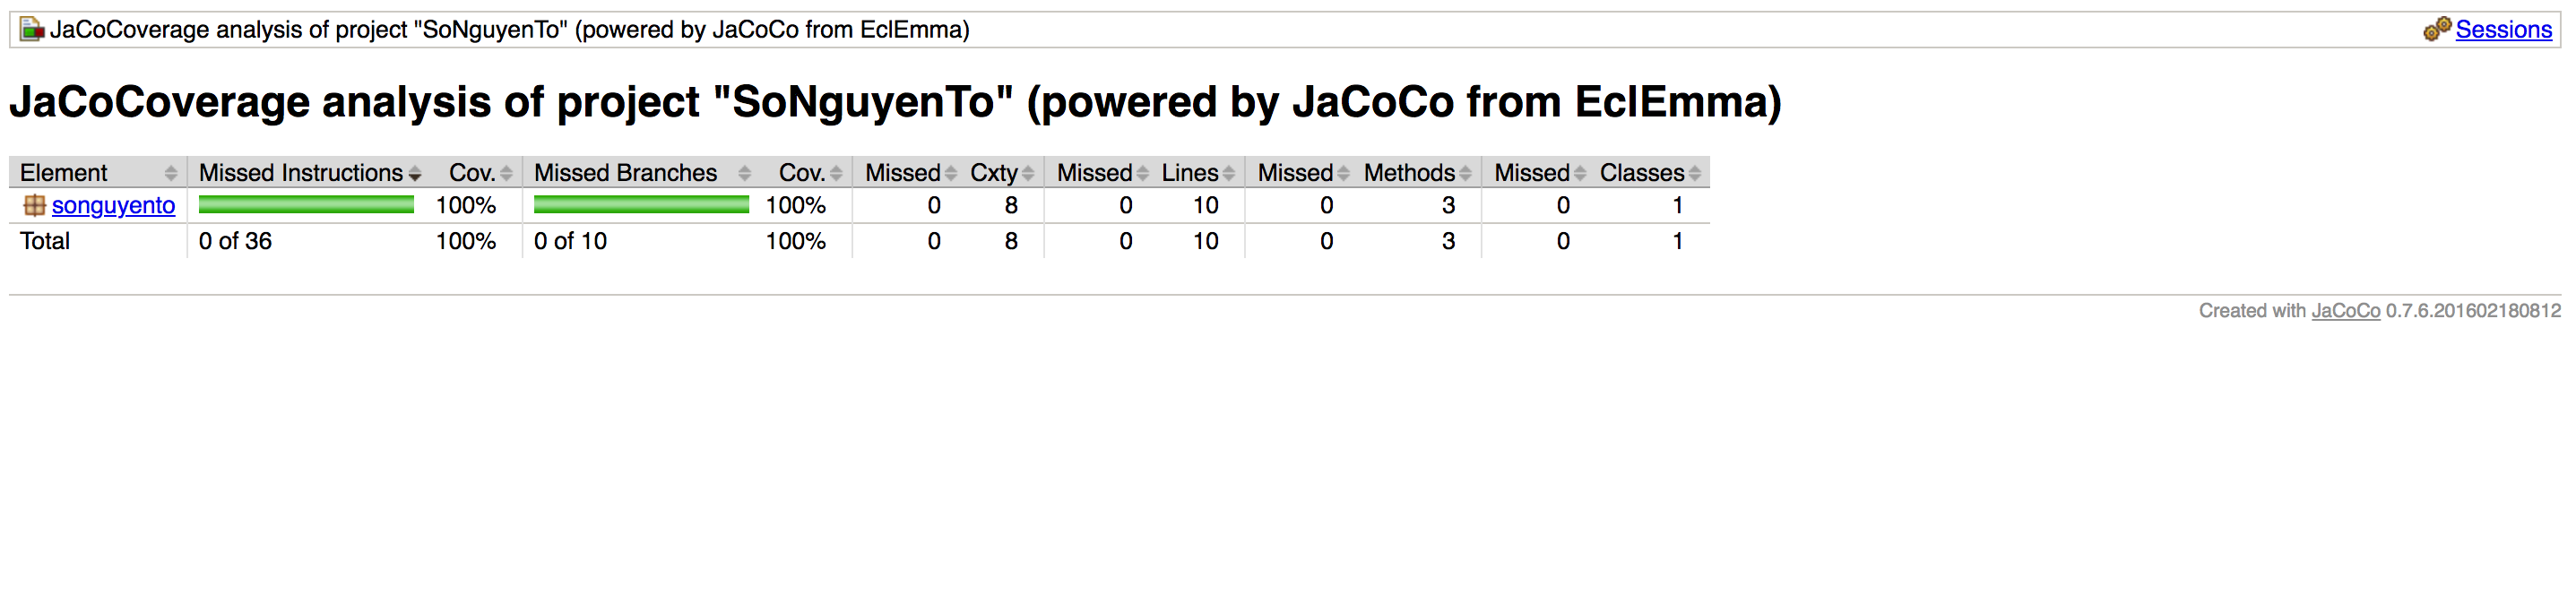 JaCoCoverage analysis of project "SoNguyenTo" (powered by JaCoCo from EclEmma) Sessions
JaCoCoverage analysis of project "SoNguyenTo" (powered by JaCoCo from EclEmma)
Element Missed Instructions Cov. Missed Branches Cov. Missed Cxty Missed Lines Missed Methods Missed Classes
songuyento 100% 100% 0 8 0 10 0 3 0 1
Total 0 of 36 100% 0 of 10 100% 0 8 0 10 0 3 0 1
Created with JaCoCo 0.7.6.201602180812